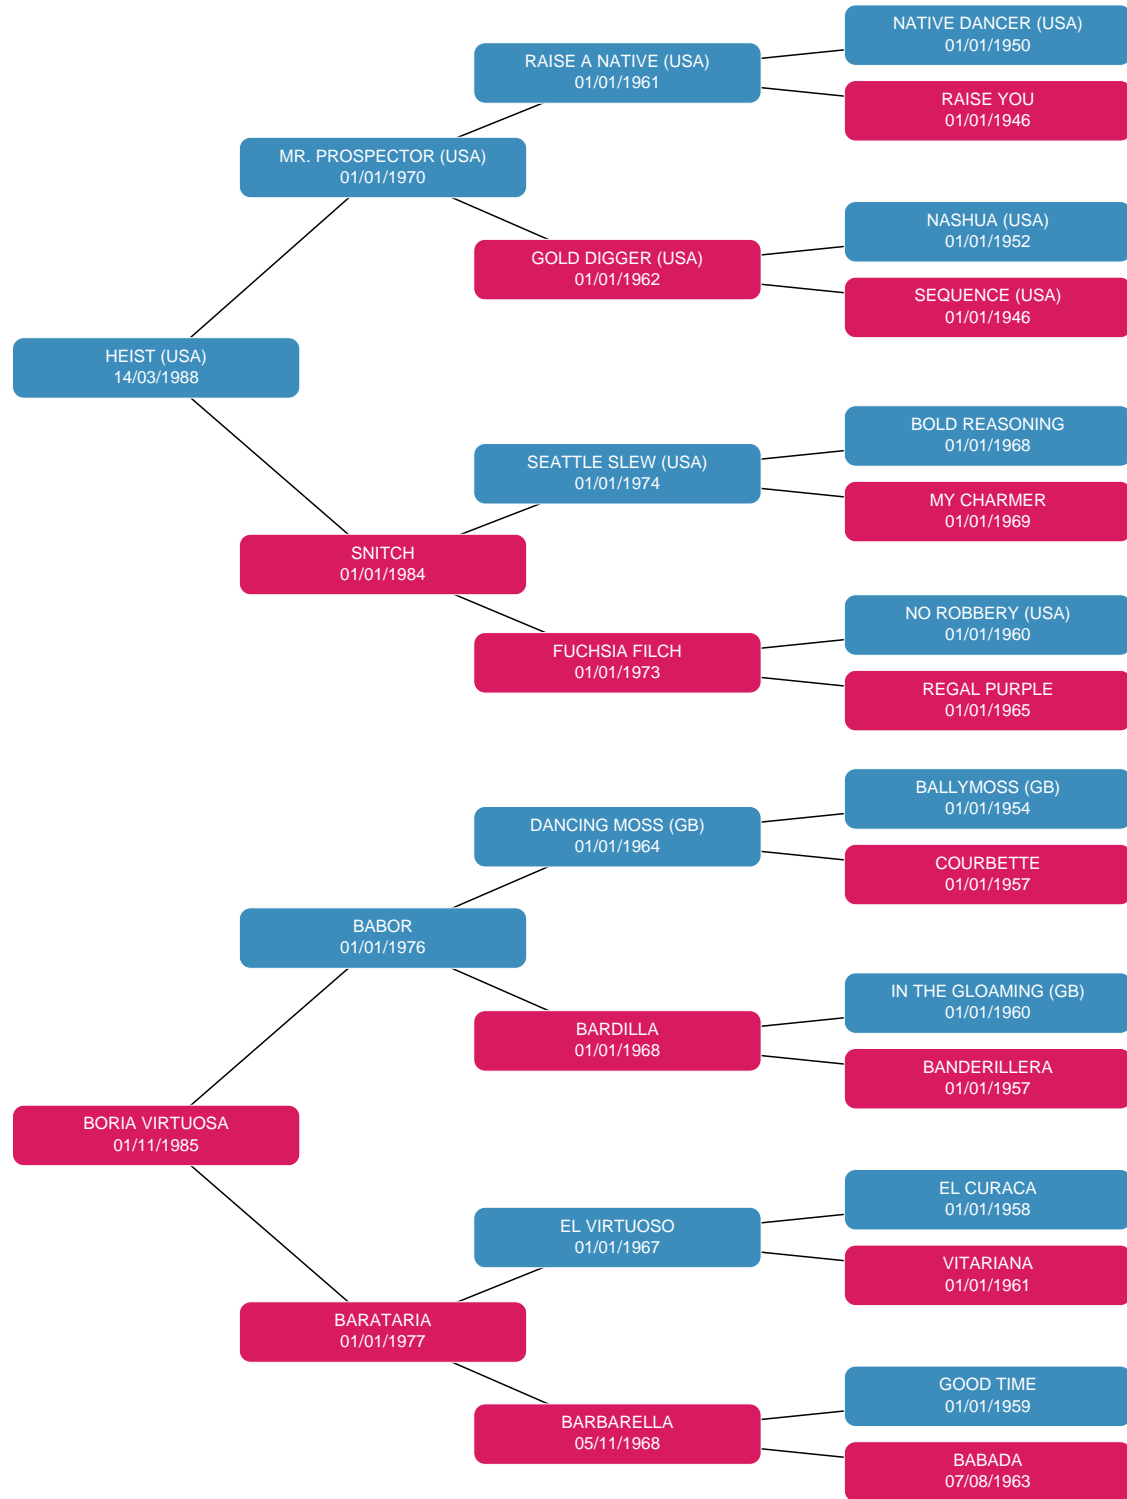 NATIVE DANCER (USA)
01/01/1950
RAISE A NATIVE (USA)
01/01/1961
RAISE YOU
01/01/1946
MR. PROSPECTOR (USA)
01/01/1970
NASHUA (USA)
01/01/1952
GOLD DIGGER (USA)
01/01/1962
SEQUENCE (USA)
01/01/1946
HEIST (USA)
14/03/1988
BOLD REASONING
01/01/1968
SEATTLE SLEW (USA)
01/01/1974
MY CHARMER
01/01/1969
SNITCH
01/01/1984
NO ROBBERY (USA)
01/01/1960
FUCHSIA FILCH
01/01/1973
REGAL PURPLE
01/01/1965
BALLYMOSS (GB)
01/01/1954
DANCING MOSS (GB)
01/01/1964
COURBETTE
01/01/1957
BABOR
01/01/1976
IN THE GLOAMING (GB)
01/01/1960
BARDILLA
01/01/1968
BANDERILLERA
01/01/1957
BORIA VIRTUOSA
01/11/1985
EL CURACA
01/01/1958
EL VIRTUOSO
01/01/1967
VITARIANA
01/01/1961
BARATARIA
01/01/1977
GOOD TIME
01/01/1959
BARBARELLA
05/11/1968
BABADA
07/08/1963